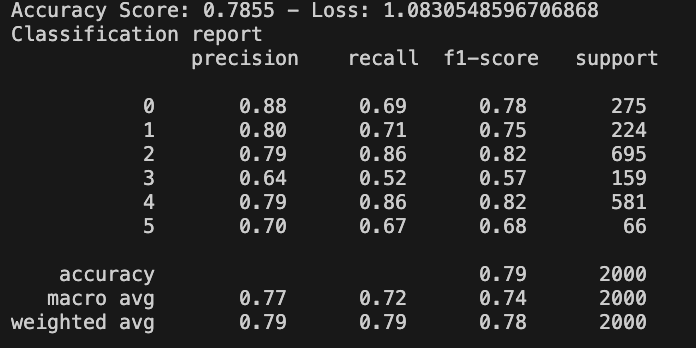 Accuracy Score: 0.7855 – Loss: 1.0830548596706868
Classification report
precision recall f1-score support
0 0.88 0.69 0.78 275
1 0.80 0.71 0.75 224
2 0.79 0.86 0.82 695
3 0.64 0.52 0.57 159
4 0.79 0.86 0.82 581
5 0.70 0.67 0.68 66
accuracy 0.79 2000
macro avg 0.77 0.72 0.74 2000
weighted avg 0.79 0.79 0.78 2000